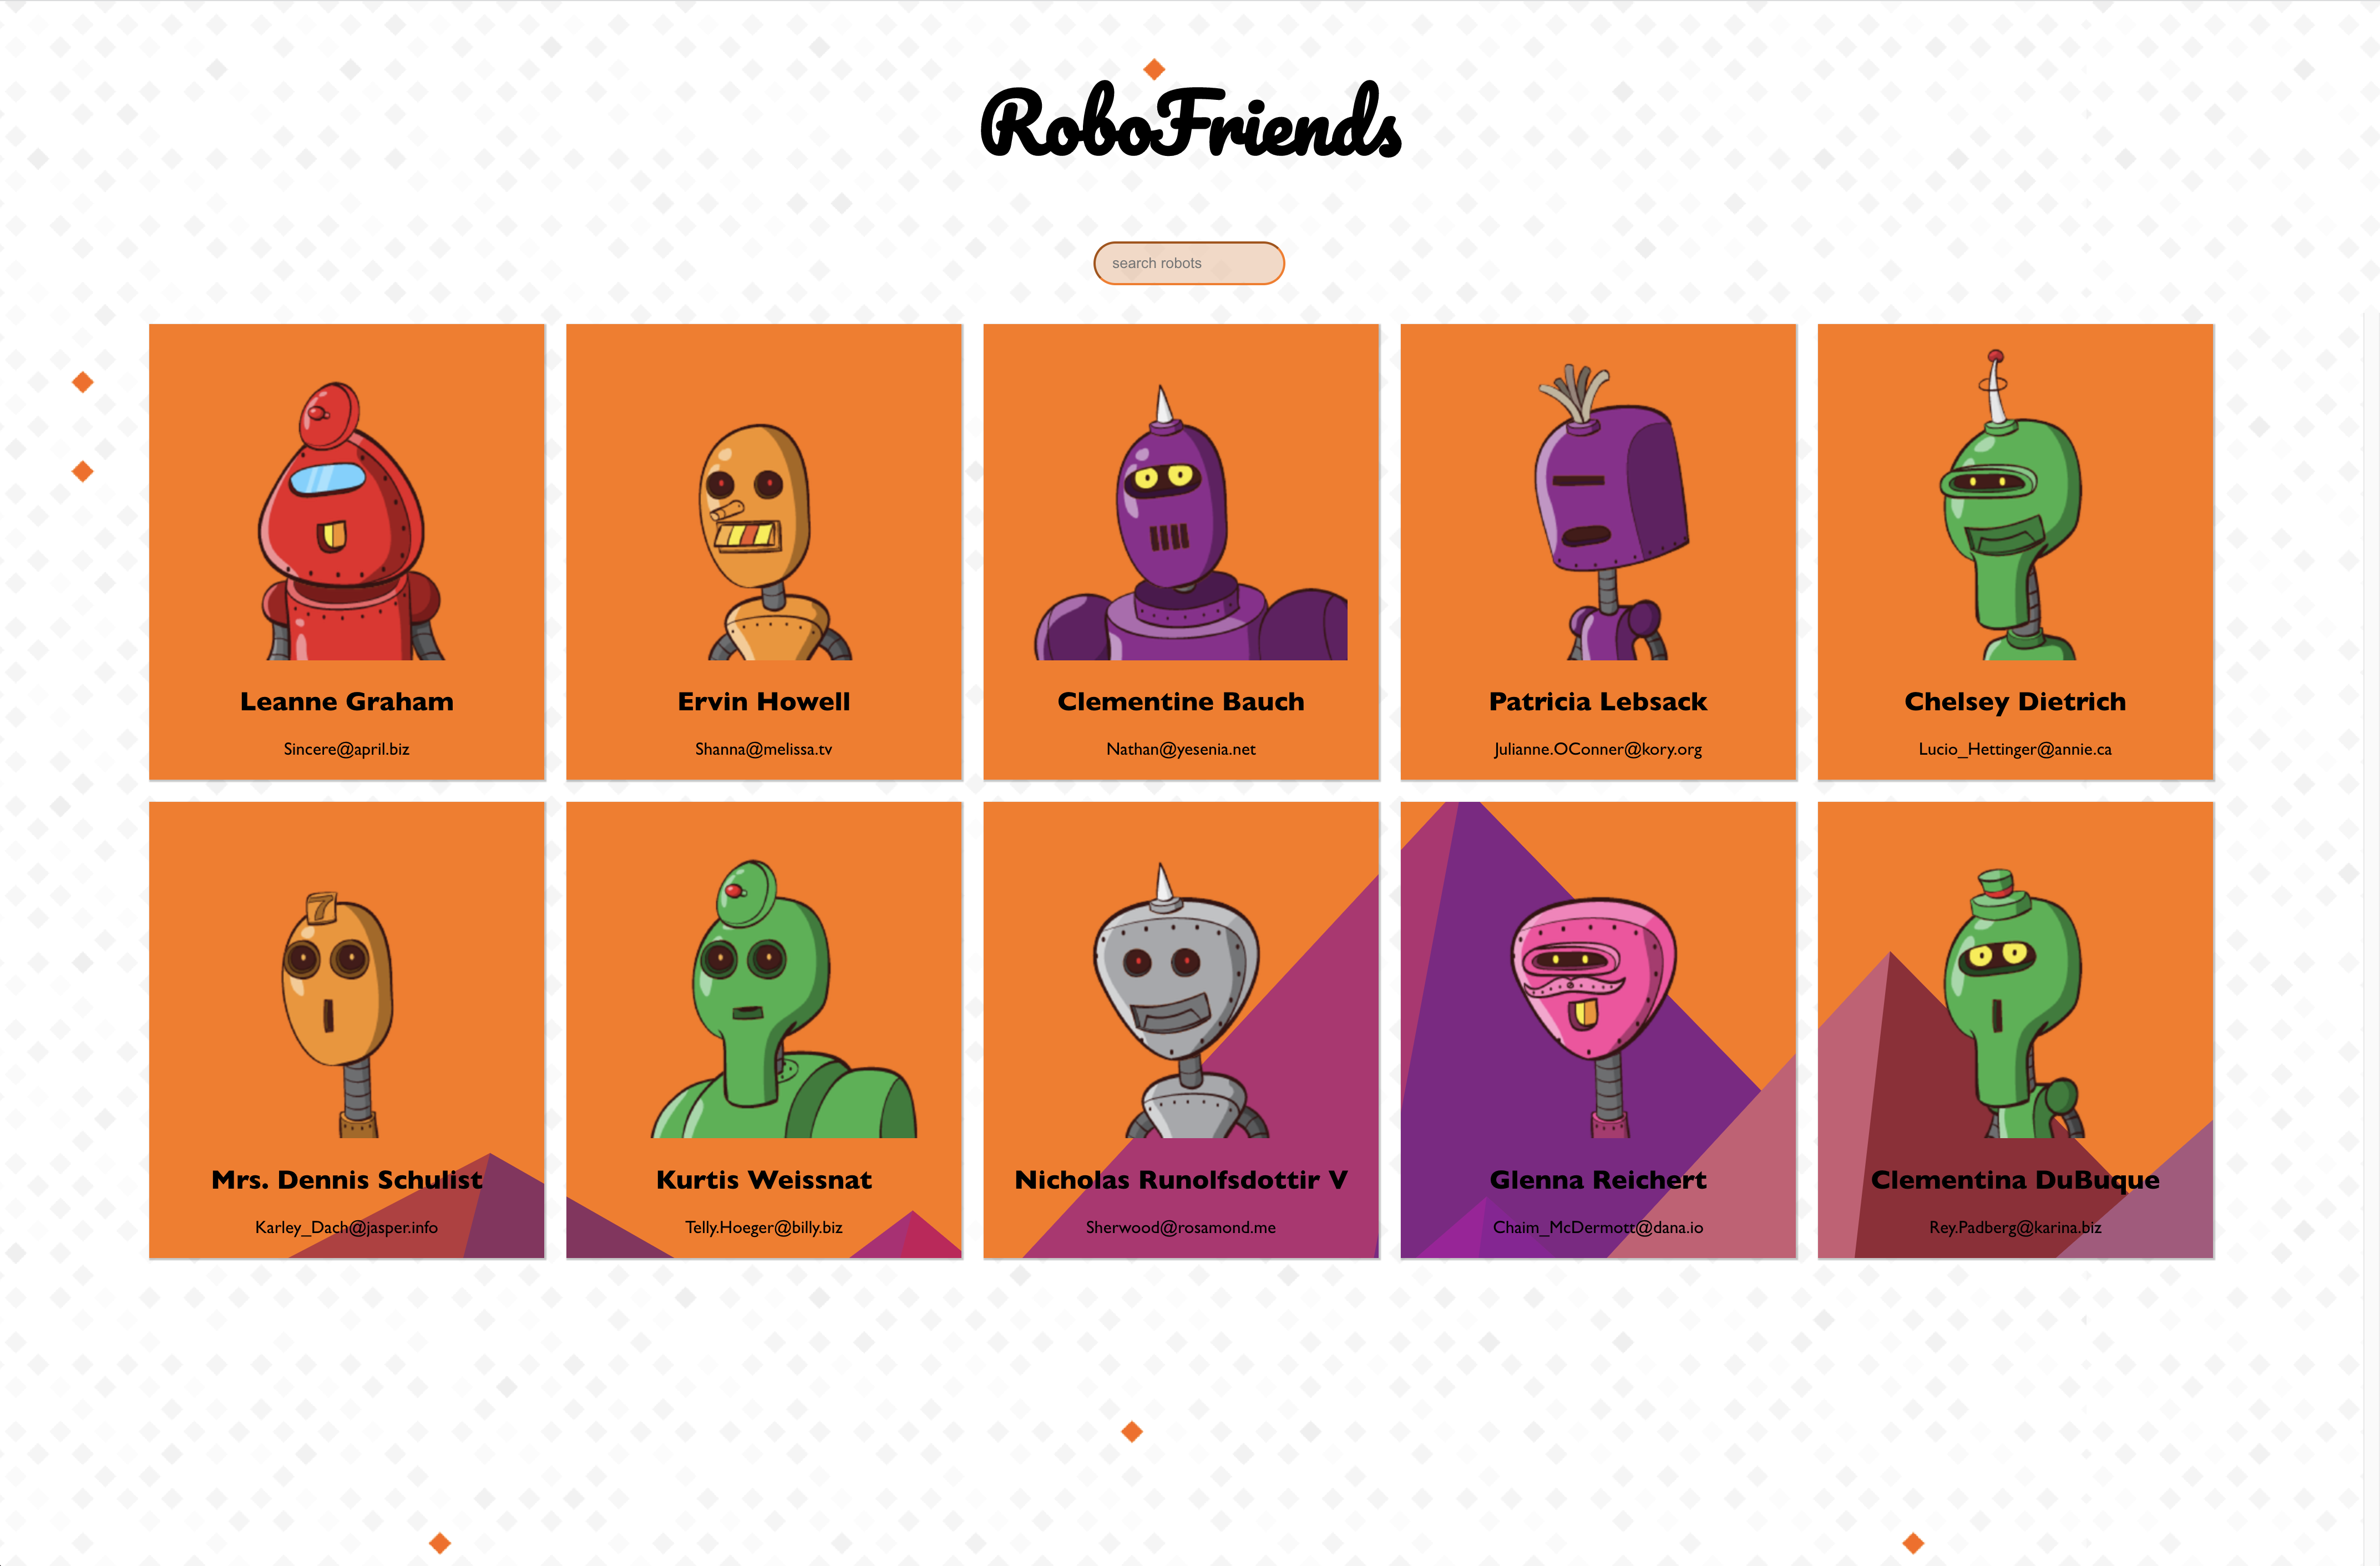 RoboFriends
search robots
Leanne Graham
Sincere@april.biz
Ervin Howell
Shanna@melissa.tv
Clementine Bauch
Nathan@yesenia.net
Patricia Lebsack
Julianne.OConner@kory.org
Chelsey Dietrich
Lucio_Hettinger@annie.ca
7
Mrs. Dennis Schulist
Karley_Dach@jasper.info
Kurtis Weissnat
Telly.Hoeger@billy.biz
Nicholas Runolfsdottir V
Sherwood@rosamond.me
Glenna Reichert
Chaim_McDermott@dana.io
Clementina DuBuque
Rey.Padberg@karina.biz